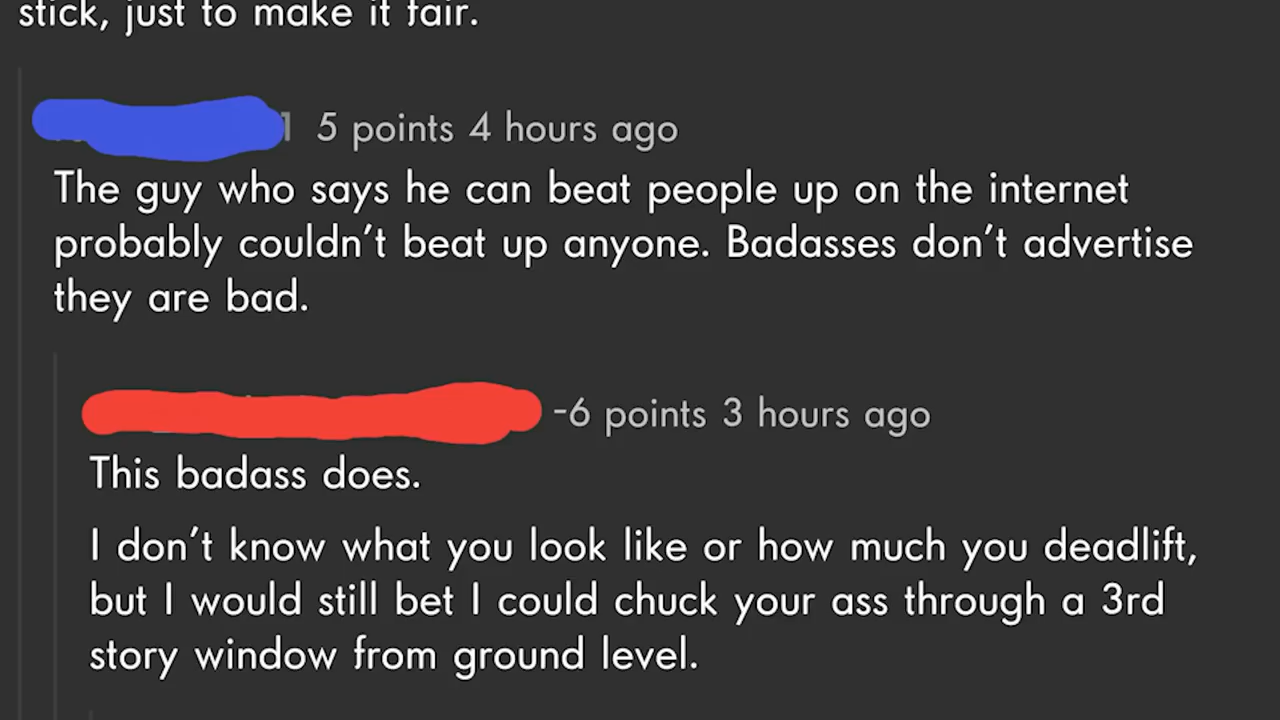 stick, just to make it fair.
5 points 4 hours ago
The guy who says he can beat people up on the internet
probably couldn't beat up anyone. Badasses don't advertise
they are bad.
-6 points 3 hours ago
This badass does.
I don't know what you look like or how much you deadlift,
but I would still bet I could chuck your ass through a 3rd
story window from ground level.